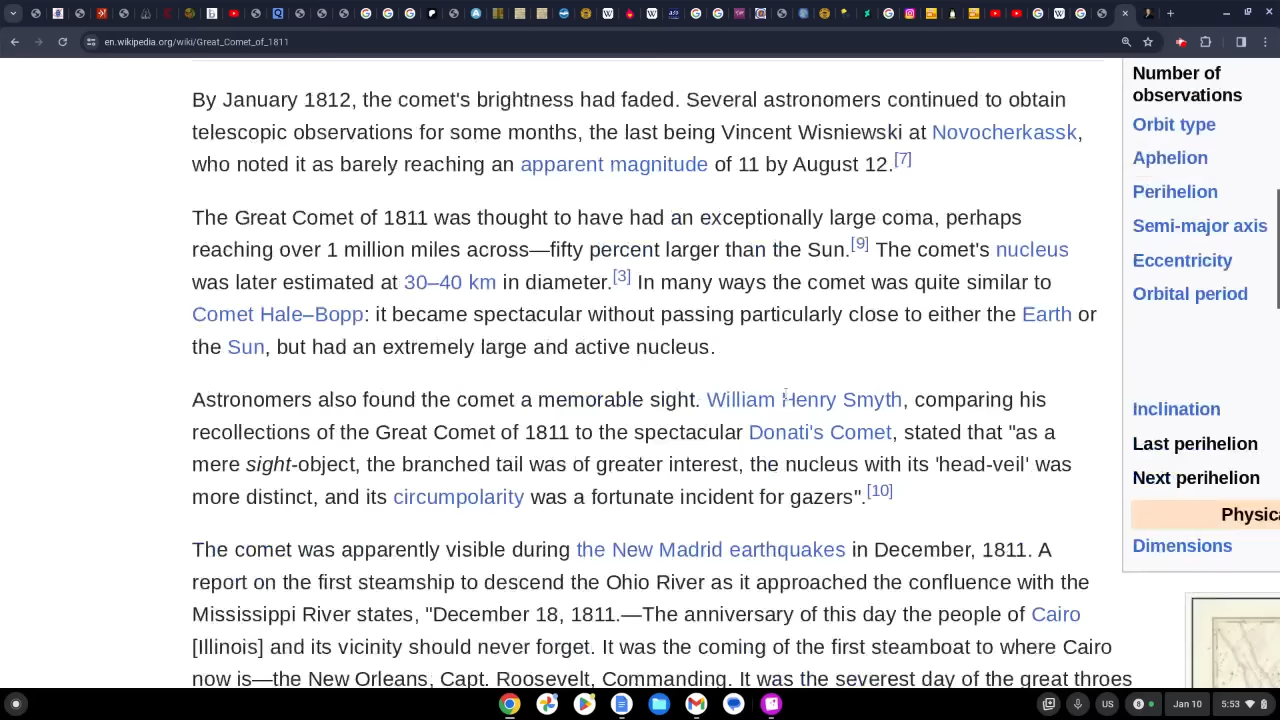 en.wikipedia.org/wiki/Great_Comet_of_1811
By January 1812, the comet's brightness had faded. Several astronomers continued to obtain
telescopic observations for some months, the last being Vincent Wisniewski at Novocherkassk,
who noted it as barely reaching an apparent magnitude of 11 by August 12.[7]
The Great Comet of 1811 was thought to have had an exceptionally large coma, perhaps
reaching over 1 million miles across—fifty percent larger than the Sun.[9] The comet's nucleus
was later estimated at 30–40 km in diameter.[3] In many ways the comet was quite similar to
Comet Hale–Bopp: it became spectacular without passing particularly close to either the Earth or
the Sun, but had an extremely large and active nucleus.
Astronomers also found the comet a memorable sight. William Henry Smyth, comparing his
recollections of the Great Comet of 1811 to the spectacular Donati's Comet, stated that "as a
mere sight-object, the branched tail was of greater interest, the nucleus with its 'head-veil' was
more distinct, and its circumpolarity was a fortunate incident for gazers".[10]
The comet was apparently visible during the New Madrid earthquakes in December, 1811. A
report on the first steamship to descend the Ohio River as it approached the confluence with the
Mississippi River states, "December 18, 1811.—The anniversary of this day the people of Cairo
[Illinois] and its vicinity should never forget. It was the coming of the first steamboat to where Cairo
now is—the New Orleans, Capt. Roosevelt, Commanding. It was the severest day of the great throes
Number of
observations
Orbit type
Aphelion
Perihelion
Semi-major axis
Eccentricity
Orbital period
Inclination
Last perihelion
Next perihelion
Physica
Dimensions
US
8
Jan 10
5:53